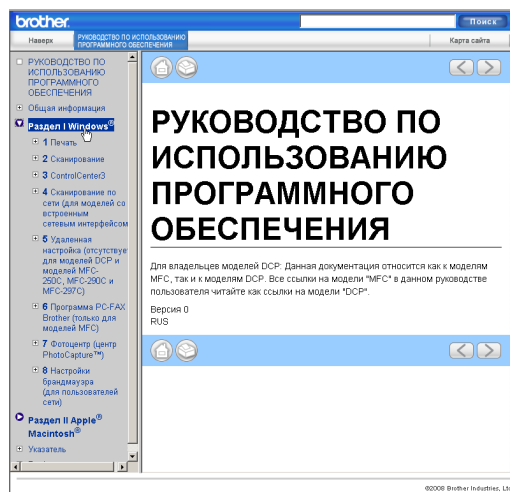 brother.
Поиск
Наверх
РУКОВОДСТВО ПО ИСПОЛЬЗОВАНИЮ
ПРОГРАММНОГО ОБЕСПЕЧЕНИЯ
Карта сайта
РУКОВОДСТВО ПО
ИСПОЛЬЗОВАНИЮ
ПРОГРАММНОГО
ОБЕСПЕЧЕНИЯ
Общая информация
Раздел I Windows®
1 Печать
2 Сканирование
3 ControlCenter3
4 Сканирование по
сети (для моделей со
встроенным
сетевым интерфейсом
5 Удаленная
настройка (отсутствуе
для моделей DCP и
моделей MFC-
250C, MFC-290C и
MFC-297C)
6 Программа PC-FAX
Brother (только для
моделей MFC)
7 Фотоцентр (центр
PhotoCapture™)
8 Настройки
брандмауэра
(для пользователей
сети)
Раздел II Apple®
Macintosh®
Указатель
РУКОВОДСТВО ПО
ИСПОЛЬЗОВАНИЮ
ПРОГРАММНОГО
ОБЕСПЕЧЕНИЯ
Для владельцев моделей DCP: Данная документация относится как к моделям
MFC, так и к моделям DCP. Все ссылки на модели "MFC" в данном руководстве
пользователя читайте как ссылки на модели "DCP".
Версия 0
RUS
©2008 Brother Industries, Ltd